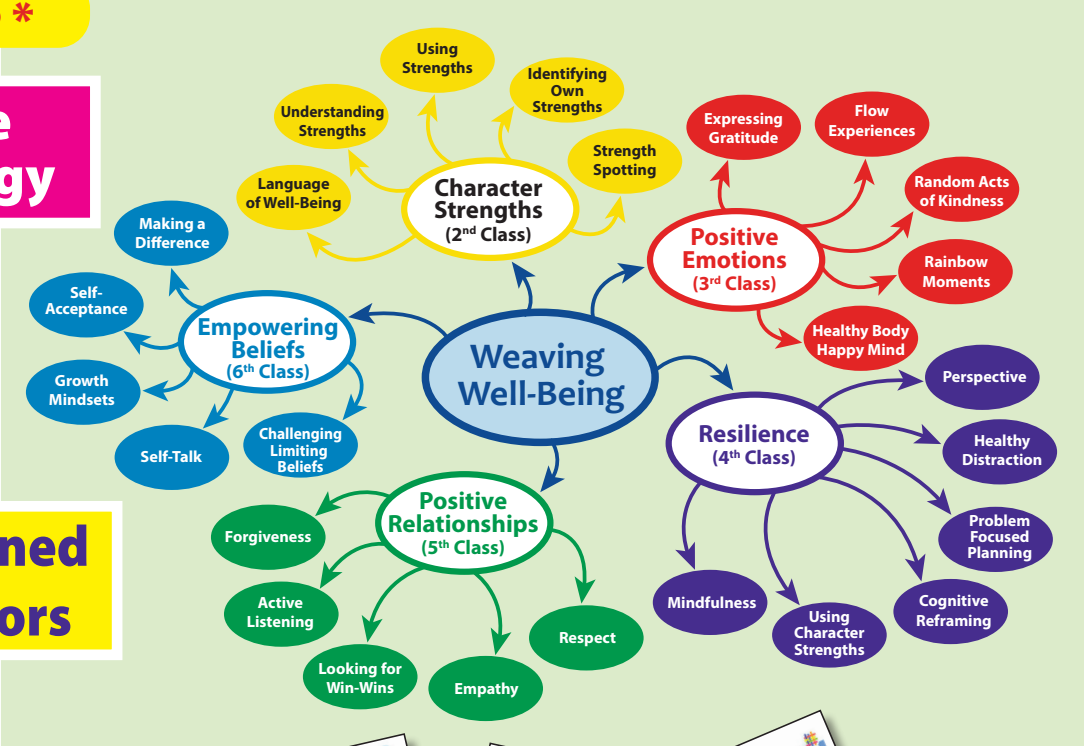 *
e
gy
ned
ors
Weaving
Well-Being
Character
Strengths
(2nd Class)
Language
of Well-Being
Understanding
Strengths
Using
Strengths
Identifying
Own
Strengths
Strength
Spotting
Positive
Emotions
(3rd Class)
Expressing
Gratitude
Flow
Experiences
Random Acts
of Kindness
Rainbow
Moments
Healthy Body
Happy Mind
Resilience
(4th Class)
Perspective
Healthy
Distraction
Problem
Focused
Planning
Cognitive
Reframing
Using
Character
Strengths
Mindfulness
Positive
Relationships
(5th Class)
Respect
Empathy
Looking for
Win-Wins
Active
Listening
Forgiveness
Empowering
Beliefs
(6th Class)
Challenging
Limiting
Beliefs
Self-Talk
Growth
Mindsets
Self-
Acceptance
Making a
Difference